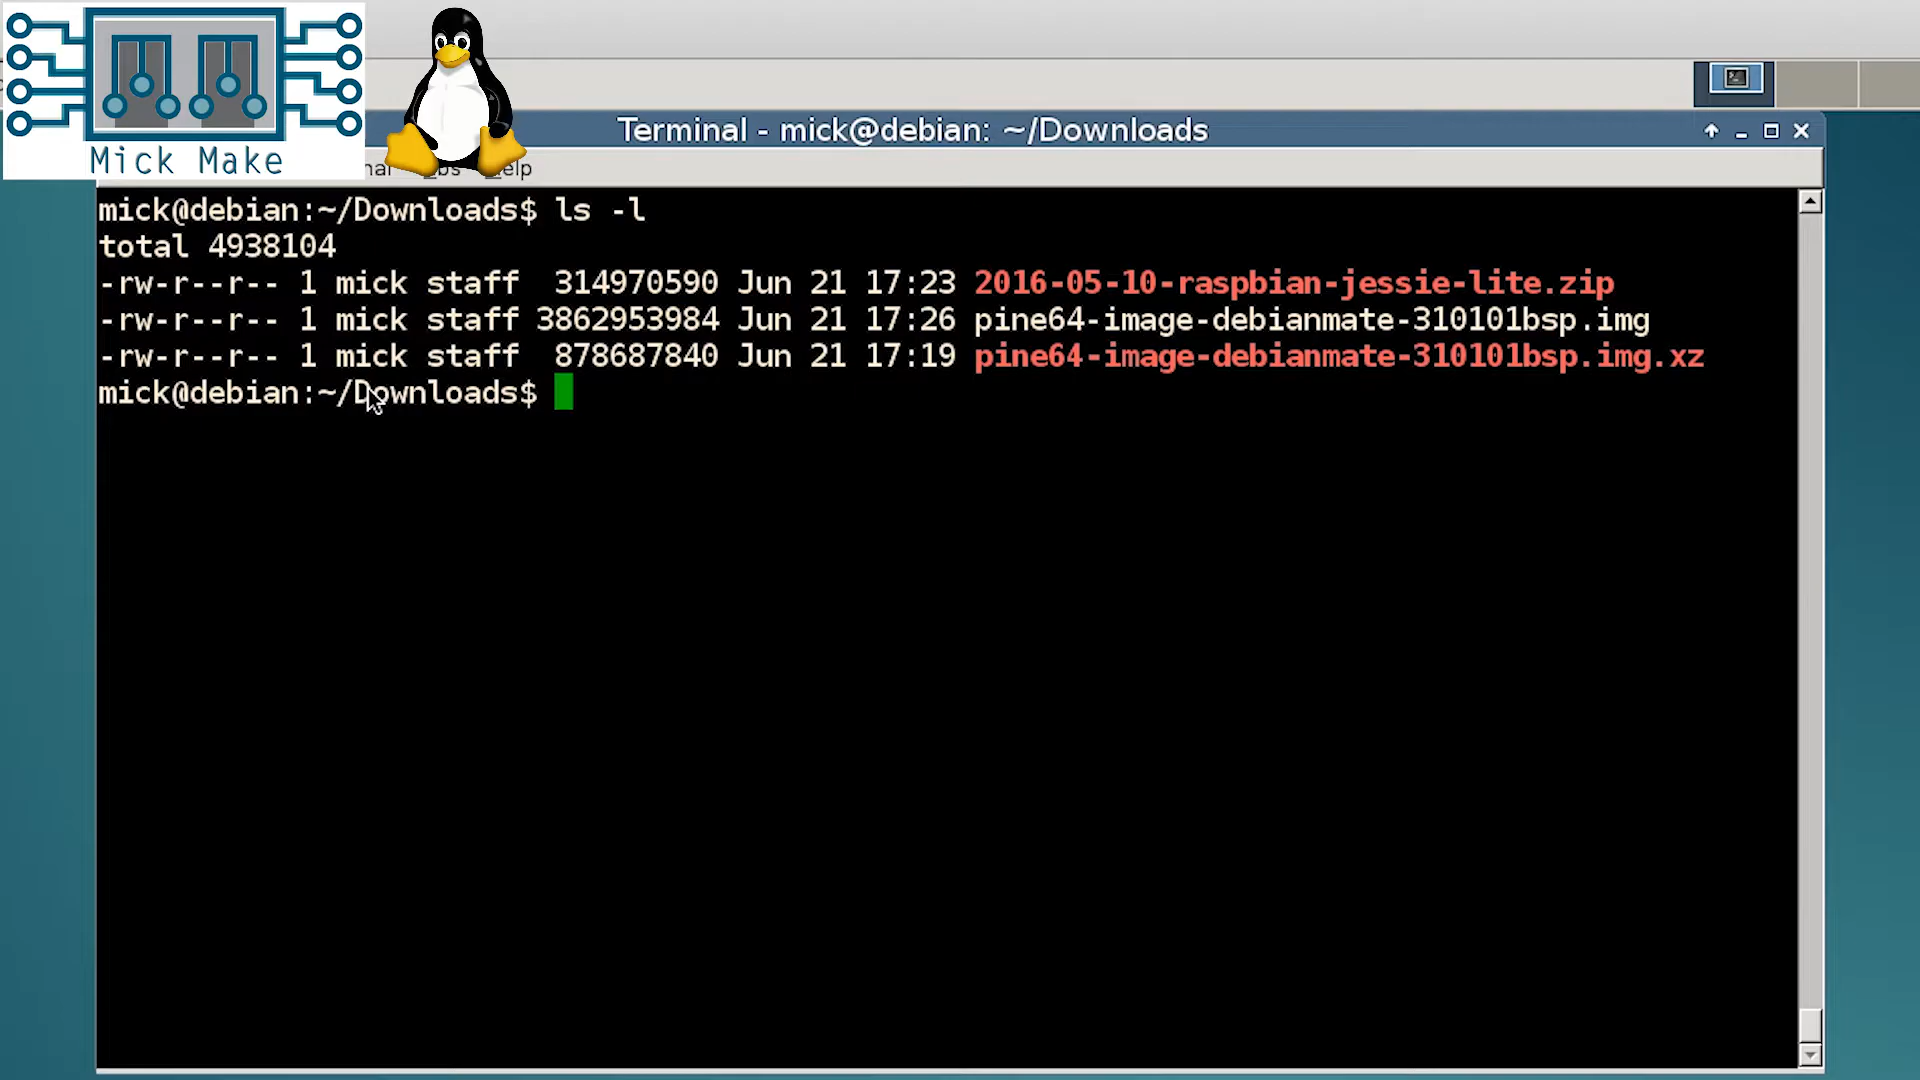 Mick Make
Terminal - mick@debian: ~/Downloads
Help
mick@debian:~/Downloads$ ls -l
total 4938104
-rw-r--r-- 1 mick staff  314970590 Jun 21 17:23 2016-05-10-raspbian-jessie-lite.zip
-rw-r--r-- 1 mick staff 3862953984 Jun 21 17:26 pine64-image-debianmate-310101bsp.img
-rw-r--r-- 1 mick staff  878687840 Jun 21 17:19 pine64-image-debianmate-310101bsp.img.xz
mick@debian:~/Downloads$